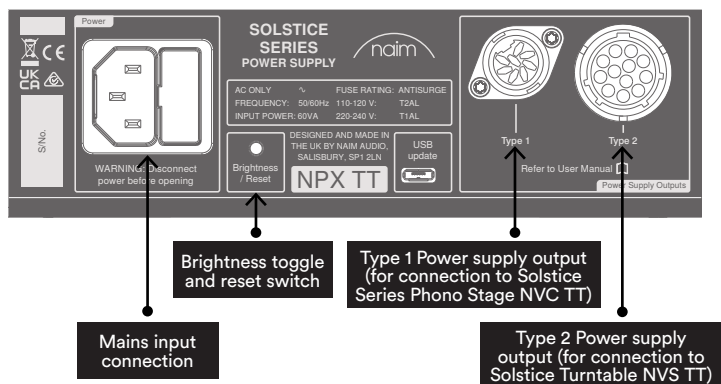 Power
SOLSTICE
SERIES
POWER SUPPLY
naim
CE
UK
CA
S/No.
WARNING: Disconnect
power before opening
AC ONLY ∿ FUSE RATING: ANTISURGE
FREQUENCY: 50/60Hz 110-120 V: T2AL
INPUT POWER: 60VA 220-240 V: T1AL
Brightness
/ Reset
DESIGNED AND MADE IN
THE UK BY NAIM AUDIO,
SALISBURY, SP1 2LN
NPX TT
USB
update
Type 1
Type 2
Refer to User Manual
Power Supply Outputs
Brightness toggle
and reset switch
Type 1 Power supply output
(for connection to Solstice
Series Phono Stage NVC TT)
Mains input
connection
Type 2 Power supply
output (for connection to
Solstice Turntable NVS TT)